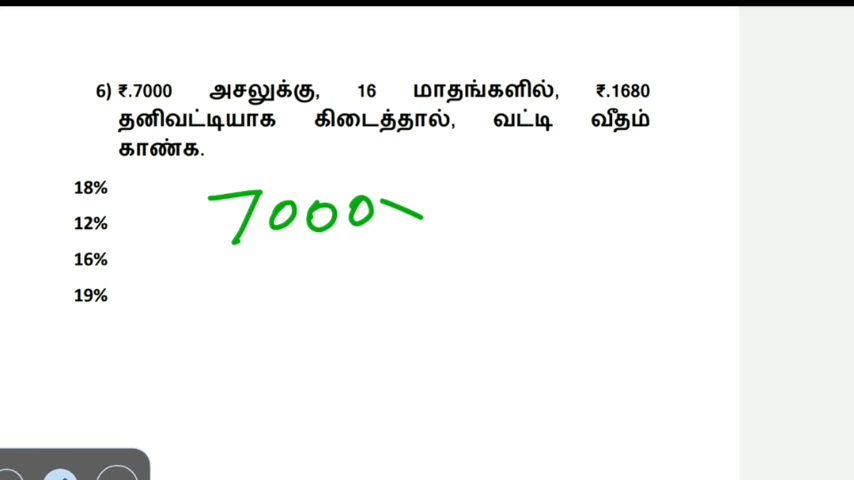 6) ₹.7000 அசலுக்கு, 16 மாதங்களில், ₹.1680
தனிவட்டியாக கிடைத்தால், வட்டி வீதம்
காண்க.
18%
7000
12%
16%
19%